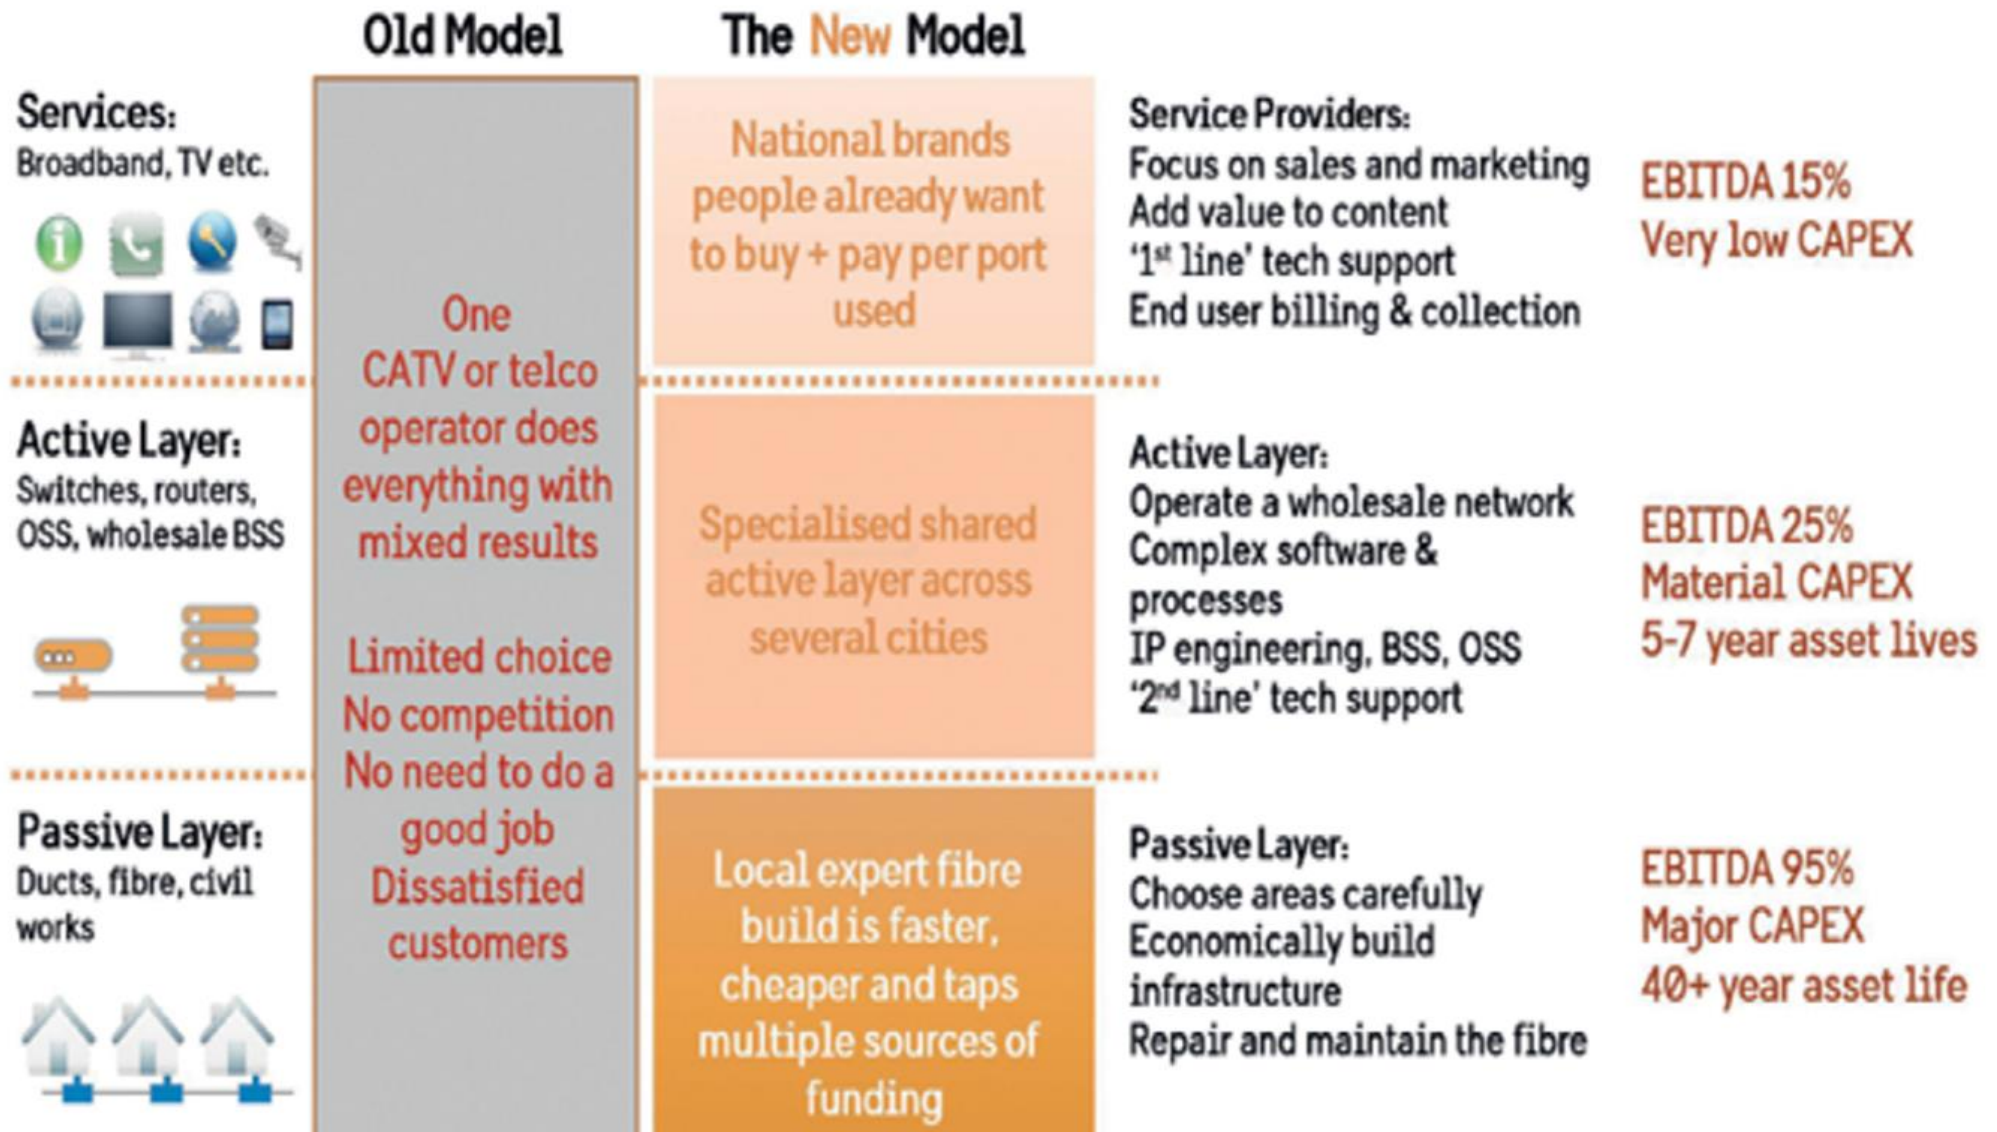 Old Model
The New Model
Services:
Broadband, TV etc.
Active Layer:
Switches, routers,
OSS, wholesale BSS
Passive Layer:
Ducts, fibre, civil
works
One
CATV or telco
operator does
everything with
mixed results
Limited choice
No competition
No need to do a
good job
Dissatisfied
customers
National brands
people already want
to buy + pay per port
used
Specialised shared
active layer across
several cities
Local expert fibre
build is faster,
cheaper and taps
multiple sources of
funding
Service Providers:
Focus on sales and marketing
Add value to content
‘1st line’ tech support
End user billing & collection
Active Layer:
Operate a wholesale network
Complex software &
processes
IP engineering, BSS, OSS
‘2nd line’ tech support
Passive Layer:
Choose areas carefully
Economically build
infrastructure
Repair and maintain the fibre
EBITDA 15%
Very low CAPEX
EBITDA 25%
Material CAPEX
5-7 year asset lives
EBITDA 95%
Major CAPEX
40+ year asset life